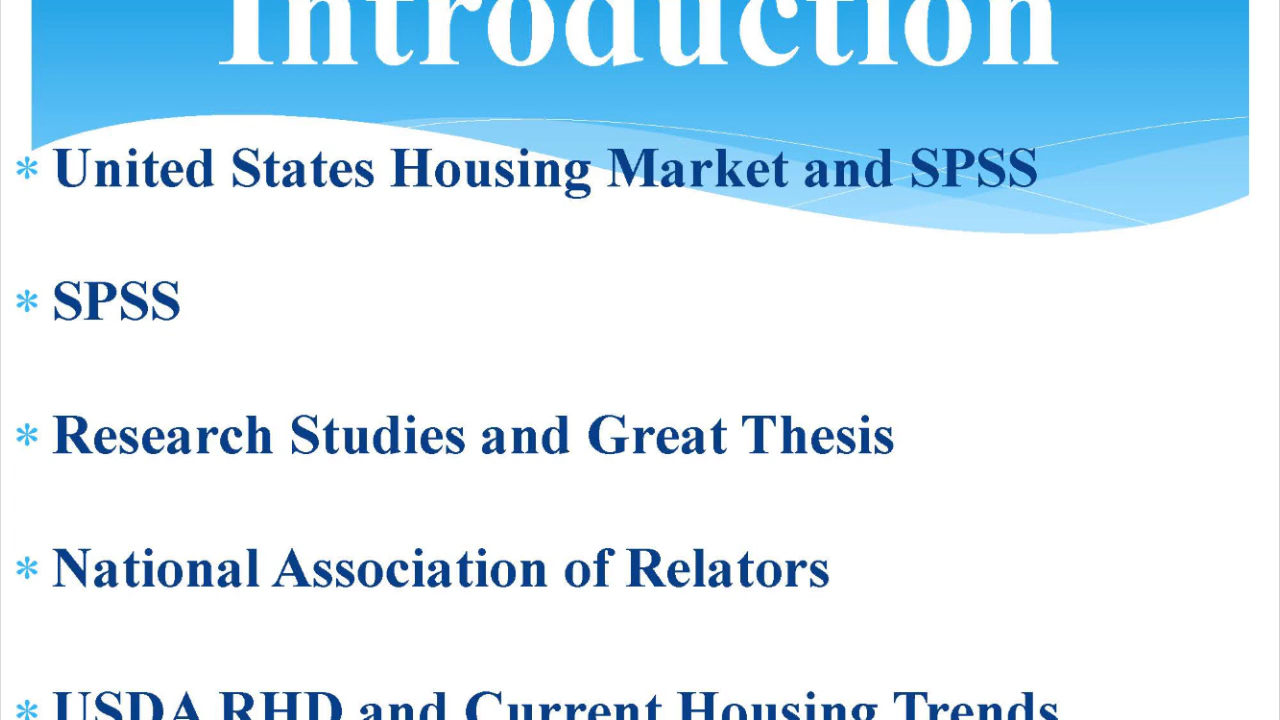 Introduction
* United States Housing Market and SPSS
* SPSS
* Research Studies and Great Thesis
* National Association of Relators
* USDA RHD and Current Housing Trends